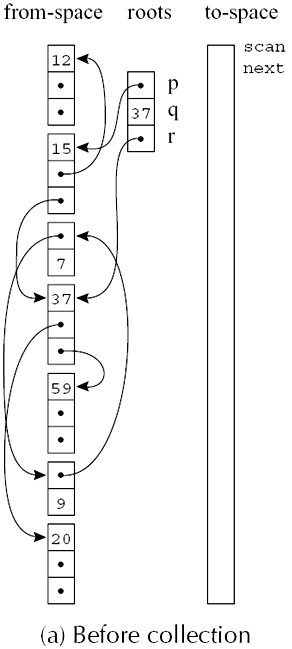 from-space roots to-space
scan
next
12
p
37 q
r
15
7
37
59
9
20
(a) Before collection